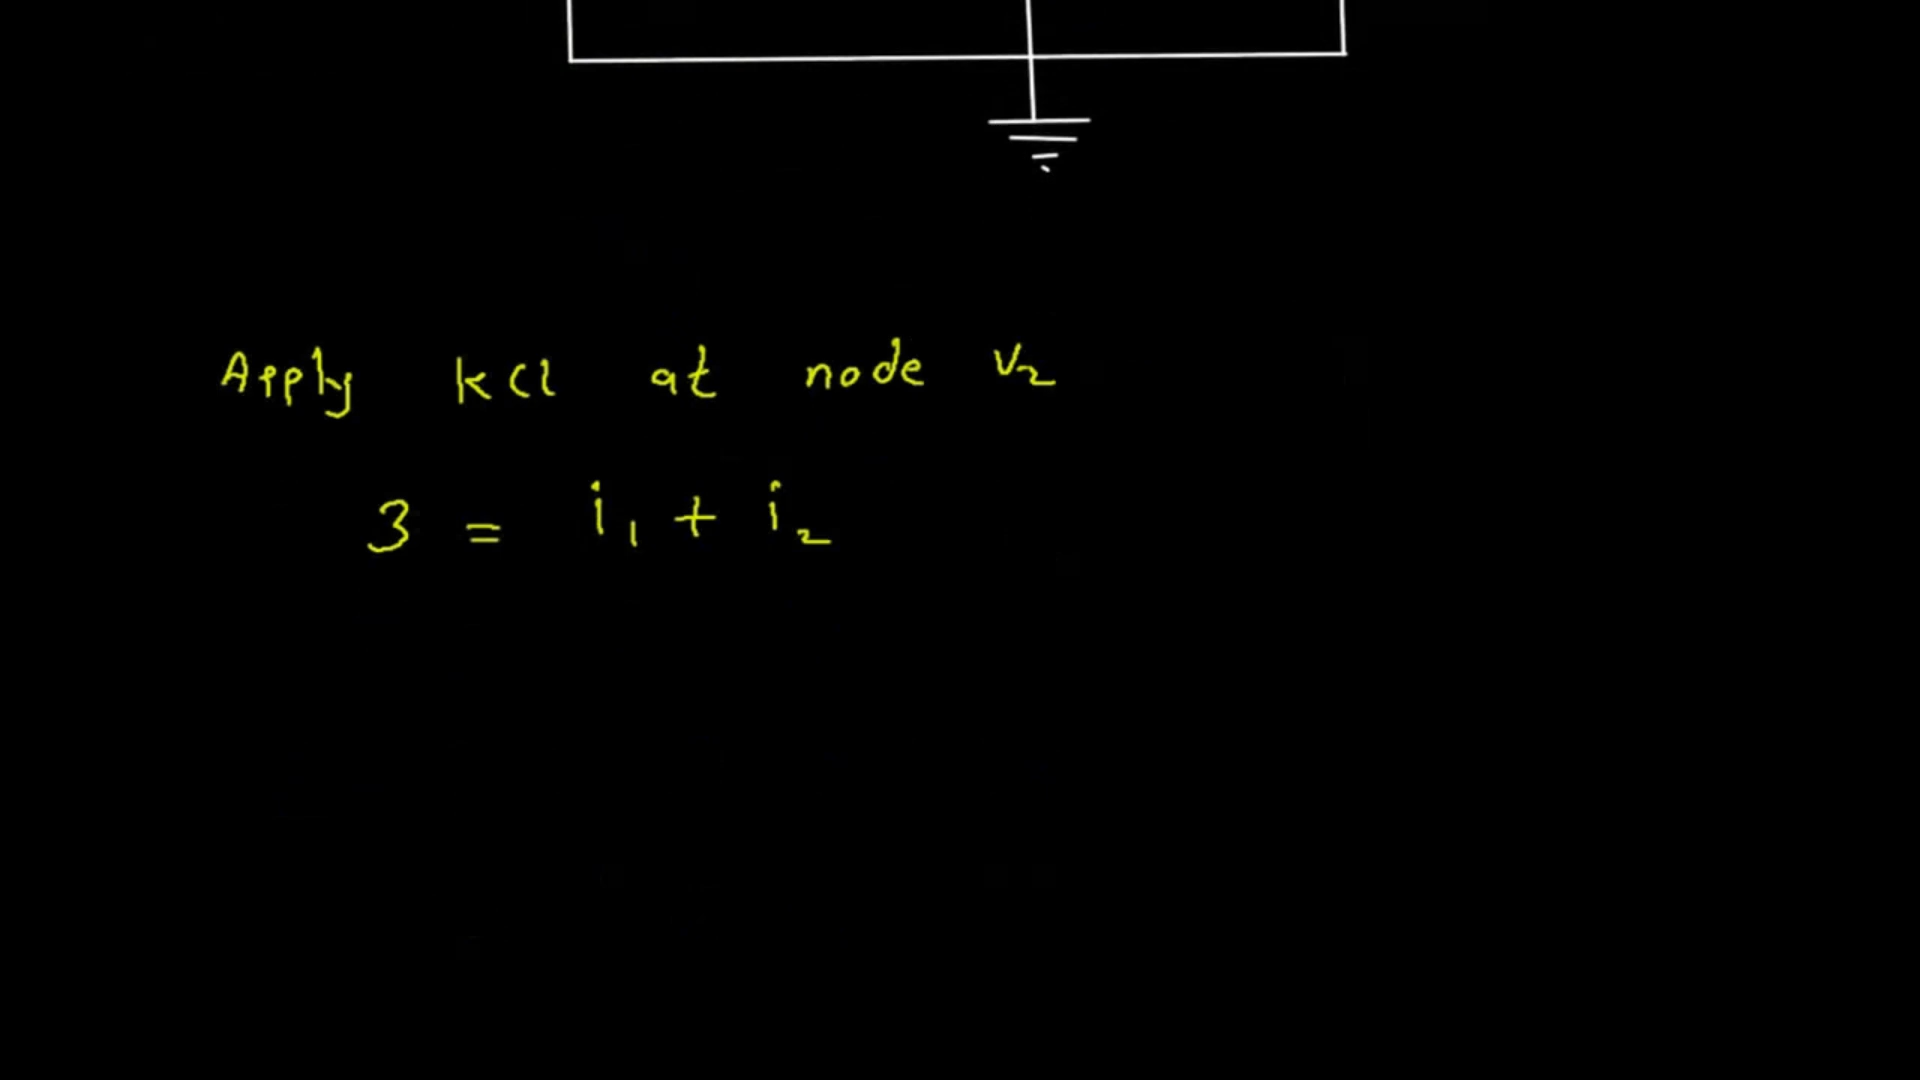 Apply KCl at node V₂
3 = i₁ + i₂